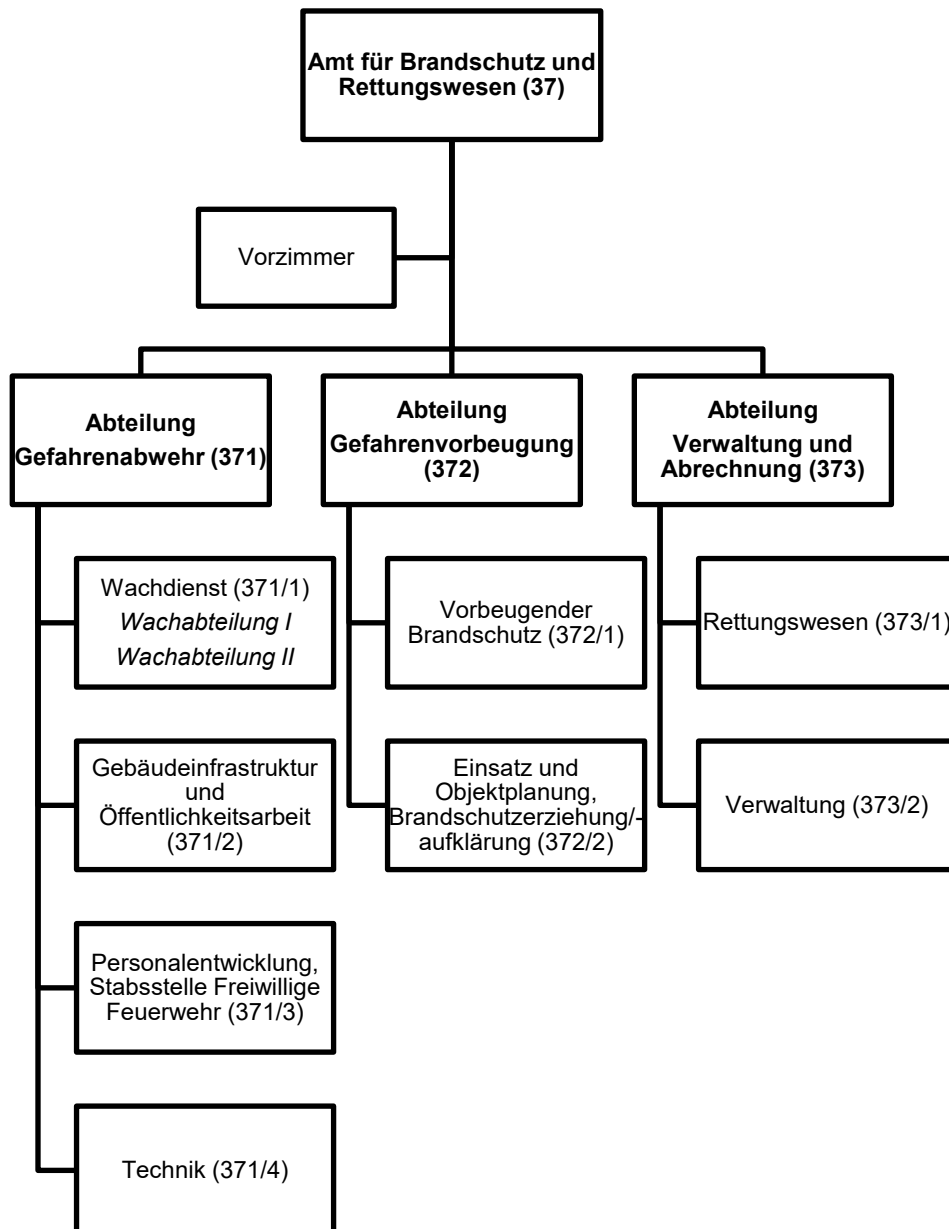 Amt für Brandschutz und
Rettungswesen (37)
Vorzimmer
Abteilung
Gefahrenabwehr (371)
Abteilung
Gefahrenvorbeugung
(372)
Abteilung
Verwaltung und
Abrechnung (373)
Wachdienst (371/1)
Wachabteilung I
Wachabteilung II
Vorbeugender
Brandschutz (372/1)
Rettungswesen (373/1)
Gebäudeinfrastruktur
und
Öffentlichkeitsarbeit
(371/2)
Einsatz und
Objektplanung,
Brandschutzerziehung/-
aufklärung (372/2)
Verwaltung (373/2)
Personalentwicklung,
Stabsstelle Freiwillige
Feuerwehr (371/3)
Technik (371/4)